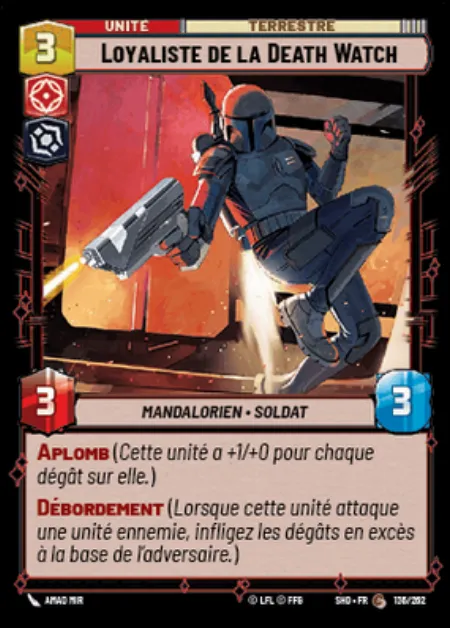 UNITÉ
TERRESTRE
3
LOYALISTE DE LA DEATH WATCH
3
MANDALORIEN • SOLDAT
3
APLOMB (Cette unité a +1/+0 pour chaque
dégât sur elle.)
DÉBORDEMENT (Lorsque cette unité attaque
une unité ennemie, infligez les dégâts en excès
à la base de l'adversaire.)
AMAD MIR
© LFL © FFG
SHD • FR
C
136/262